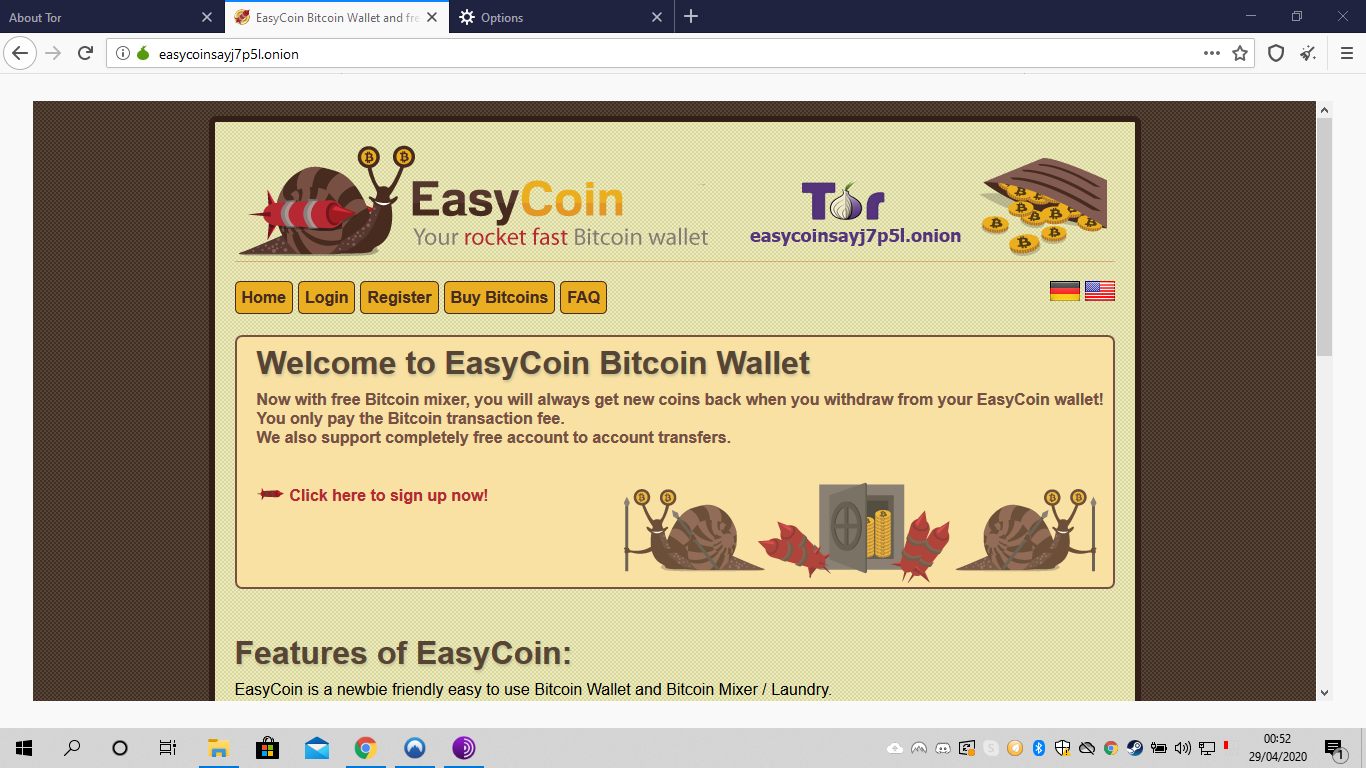 About Tor
EasyCoin Bitcoin Wallet and fre
Options
easycoinsayj7p5l.onion
EasyCoin
Your rocket fast Bitcoin wallet
Tor
easycoinsayj7p5l.onion
Home
Login
Register
Buy Bitcoins
FAQ
Welcome to EasyCoin Bitcoin Wallet
Now with free Bitcoin mixer, you will always get new coins back when you withdraw from your EasyCoin wallet!
You only pay the Bitcoin transaction fee.
We also support completely free account to account transfers.
Click here to sign up now!
Features of EasyCoin:
EasyCoin is a newbie friendly easy to use Bitcoin Wallet and Bitcoin Mixer / Laundry.
00:52
29/04/2020
1